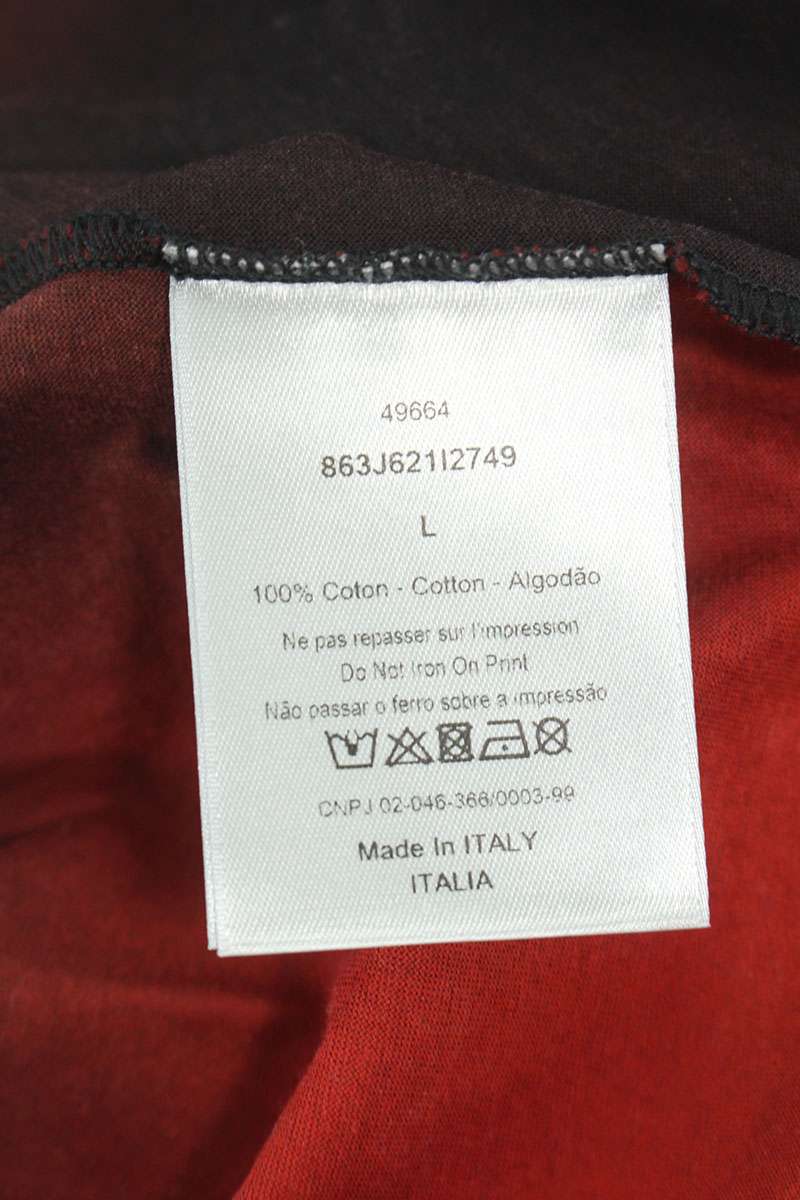 49664
863J621I2749
L
100% Coton - Cotton - Algodão
Ne pas repasser sur l'impression
Do Not Iron On Print
Não passar o ferro sobre a impressão
CNPJ 02-046-366/0003-99
Made In ITALY
ITALIA